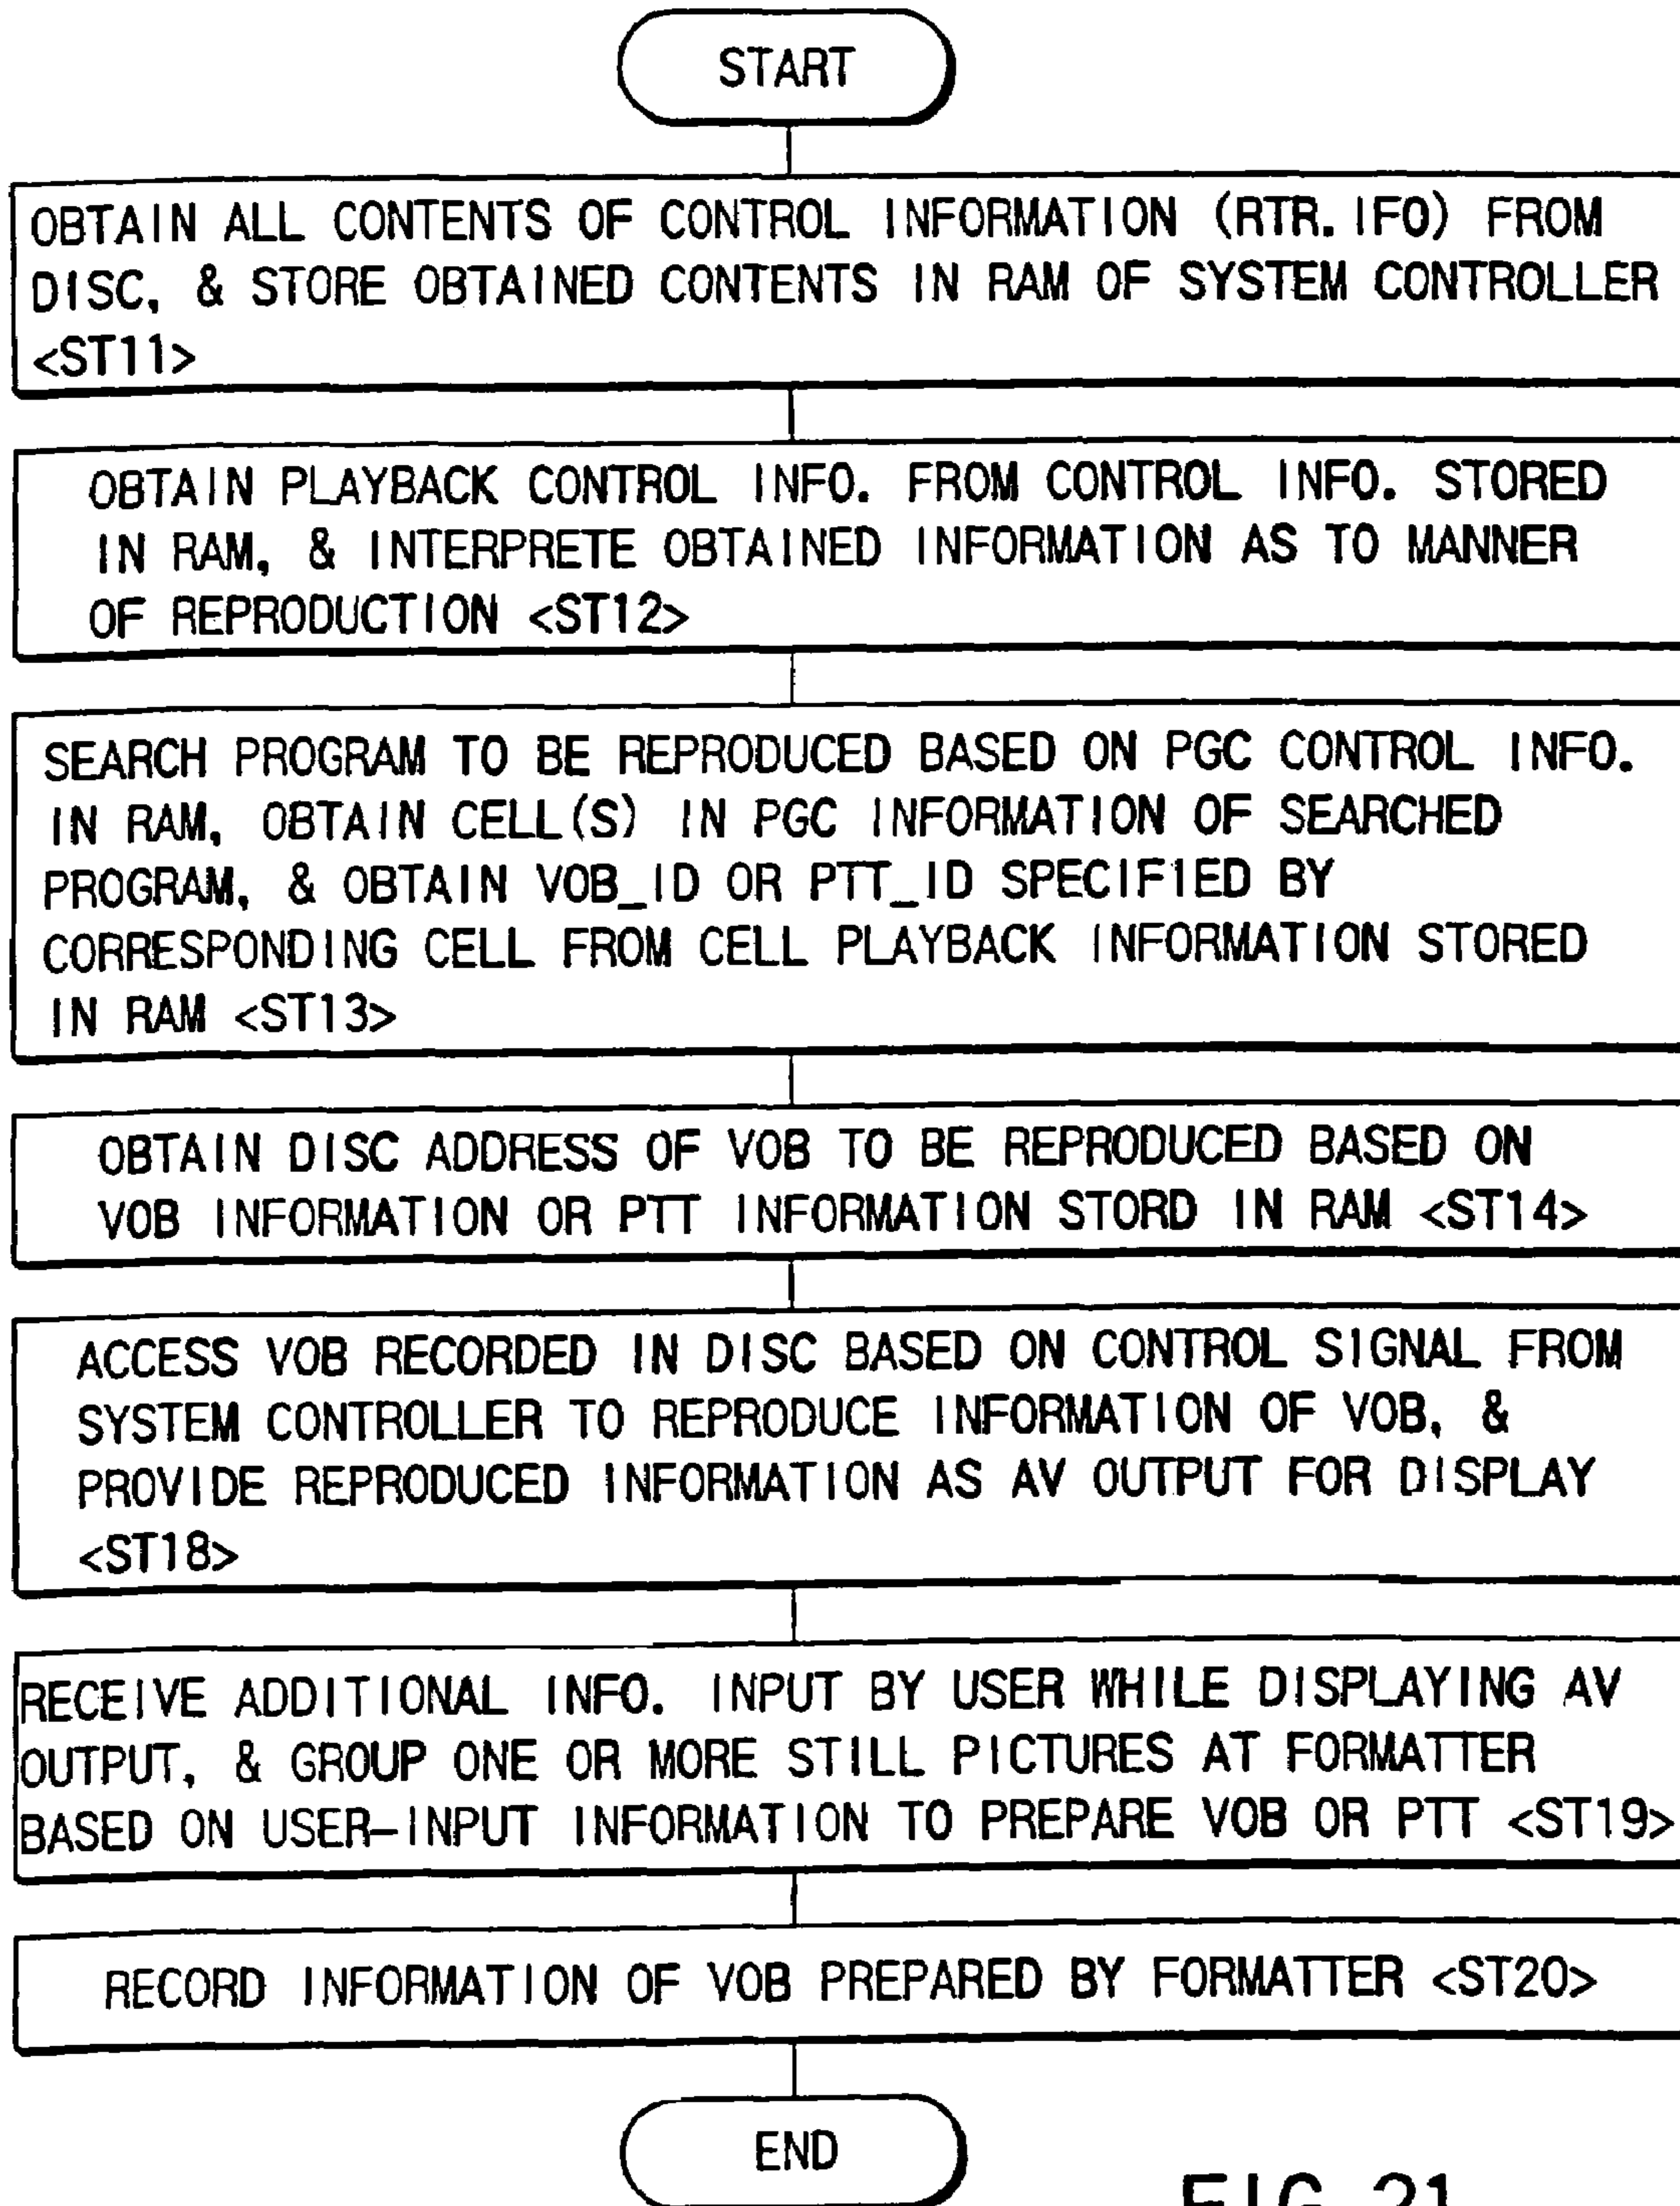 START
OBTAIN ALL CONTENTS OF CONTROL INFORMATION (RTR.IFO) FROM
DISC, & STORE OBTAINED CONTENTS IN RAM OF SYSTEM CONTROLLER
<ST11>
OBTAIN PLAYBACK CONTROL INFO. FROM CONTROL INFO. STORED
IN RAM, & INTERPRETE OBTAINED INFORMATION AS TO MANNER
OF REPRODUCTION <ST12>
SEARCH PROGRAM TO BE REPRODUCED BASED ON PGC CONTROL INFO.
IN RAM, OBTAIN CELL(S) IN PGC INFORMATION OF SEARCHED
PROGRAM, & OBTAIN VOB_ID OR PTT_ID SPECIFIED BY
CORRESPONDING CELL FROM CELL PLAYBACK INFORMATION STORED
IN RAM <ST13>
OBTAIN DISC ADDRESS OF VOB TO BE REPRODUCED BASED ON
VOB INFORMATION OR PTT INFORMATION STORD IN RAM <ST14>
ACCESS VOB RECORDED IN DISC BASED ON CONTROL SIGNAL FROM
SYSTEM CONTROLLER TO REPRODUCE INFORMATION OF VOB, &
PROVIDE REPRODUCED INFORMATION AS AV OUTPUT FOR DISPLAY
<ST18>
RECEIVE ADDITIONAL INFO. INPUT BY USER WHILE DISPLAYING AV
OUTPUT, & GROUP ONE OR MORE STILL PICTURES AT FORMATTER
BASED ON USER-INPUT INFORMATION TO PREPARE VOB OR PTT <ST19>
RECORD INFORMATION OF VOB PREPARED BY FORMATTER <ST20>
END
FIG. 21